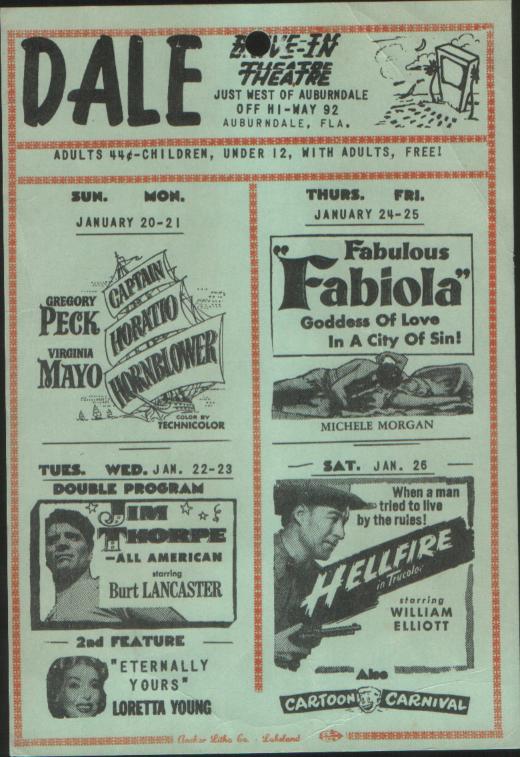 DALE
DRIVE-IN
THEATRE
JUST WEST OF AUBURNDALE
OFF HI-WAY 92
AUBURNDALE, FLA.
ADULTS 44¢-CHILDREN, UNDER 12, WITH ADULTS, FREE!
SUN. MON.
JANUARY 20-21
GREGORY
PECK
VIRGINIA
MAYO
CAPTAIN
HORATIO
HORNBLOWER
COLOR BY
TECHNICOLOR
TUES. WED. JAN. 22-23
DOUBLE PROGRAM
JIM
THORPE
-ALL AMERICAN
starring
Burt LANCASTER
2nd FEATURE
"ETERNALLY
YOURS"
LORETTA YOUNG
THURS. FRI.
JANUARY 24-25
Fabulous
"Fabiola"
Goddess Of Love
In A City Of Sin!
MICHELE MORGAN
SAT. JAN. 26
When a man
tried to live
by the rules!
HELLFIRE
in Trucolor
starring
WILLIAM
ELLIOTT
Also
CARTOON CARNIVAL
Anchor Litho Co. - Lakeland